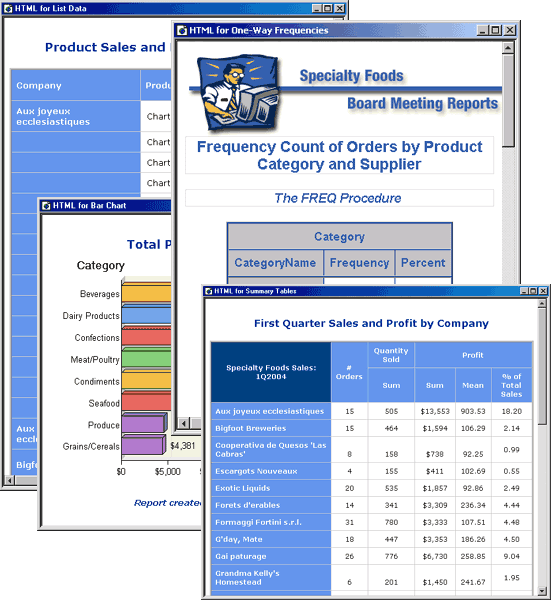 HTML for List Data
Product Sales and
Company
Produ
Aux joyeux
ecclesiastiques
Chart
Chart
Chart
Chart
Aux
eccl
Bigf
HTML for One-Way Frequencies
Specialty Foods
Board Meeting Reports
Frequency Count of Orders by Product
Category and Supplier
The FREQ Procedure
Category
CategoryName Frequency Percent
HTML for Bar Chart
Total P
Category
Beverages
Dairy Products
Confections
Meat/Poultry
Condiments
Seafood
Produce
Grains/Cereals $4,381
$0 $5,000
Report created
HTML for Summary Tables
First Quarter Sales and Profit by Company
Specialty Foods Sales:
1Q2004
#
Orders
Quantity
Sold
Profit
Sum Sum Mean
% of
Total
Sales
Aux joyeux ecclesiastiques 15 505 $13,553 903.53 18.20
Bigfoot Breweries 15 464 $1,594 106.29 2.14
Cooperativa de Quesos 'Las
Cabras' 8 158 $738 92.25 0.99
Escargots Nouveaux 4 155 $411 102.69 0.55
Exotic Liquids 20 535 $1,857 92.86 2.49
Forets d'erables 14 341 $3,309 236.34 4.44
Formaggi Fortini s.r.l. 31 780 $3,333 107.51 4.48
G'day, Mate 18 447 $3,353 186.26 4.50
Gai paturage 26 776 $6,730 258.85 9.04
Grandma Kelly's
Homestead 6 201 $1,450 241.67 1.95